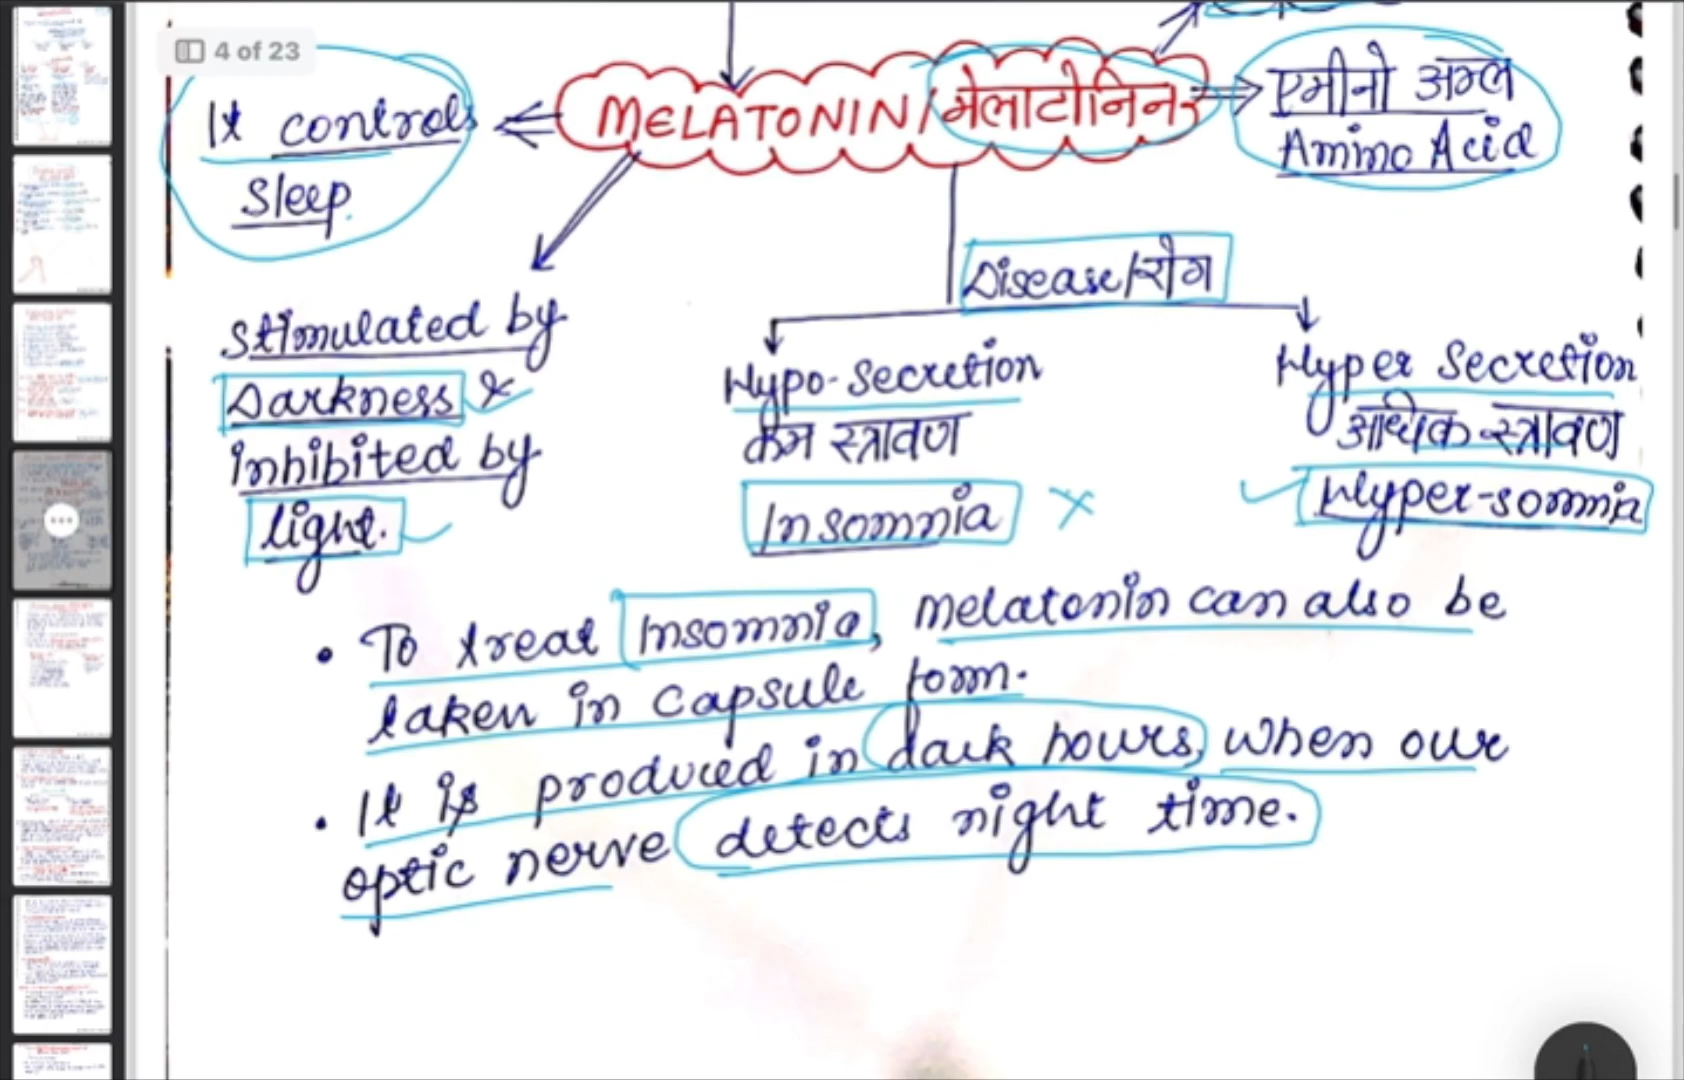 4 of 23
It controls
Sleep.
MELATONIN/मेलाटोनिन
एमीनो अम्ल
Amino Acid
Stimulated by
Darkness &
inhibited by
light.
Disease/रोग
Hypo-Secretion
कम स्त्रावण
Insomnia
Hyper Secretion
अधिक स्त्रावण
Hyper-somnia
• To treat Insomnia, melatonin can also be
taken in capsule form.
• It is produced in dark hours, when our
optic nerve detects night time.